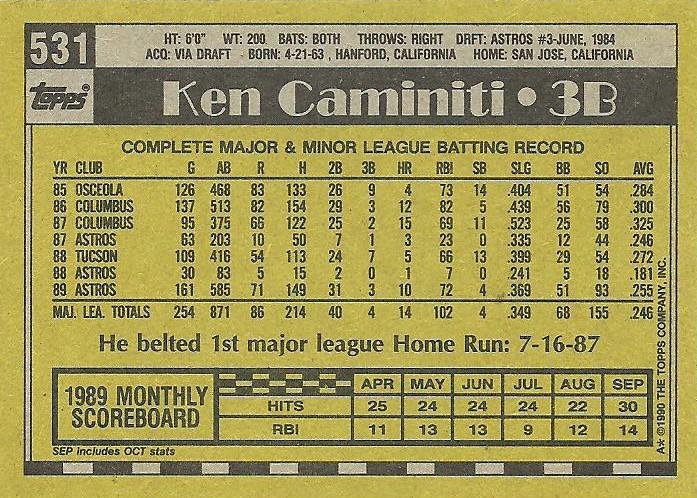 531
HT: 6'0" WT: 200 BATS: BOTH THROWS: RIGHT DRFT: ASTROS #3-JUNE, 1984
ACQ: VIA DRAFT BORN: 4-21-63, HANFORD, CALIFORNIA HOME: SAN JOSE, CALIFORNIA
topps®
Ken Caminiti • 3B
COMPLETE MAJOR & MINOR LEAGUE BATTING RECORD
YR CLUB G AB R H 2B 3B HR RBI SB SLG BB SO AVG
85 OSCEOLA 126 468 83 133 26 9 4 73 14 .404 51 54 .284
86 COLUMBUS 137 513 82 154 29 3 12 82 5 .439 56 79 .300
87 COLUMBUS 95 375 66 122 25 2 15 69 11 .523 25 58 .325
87 ASTROS 63 203 10 50 7 1 3 23 0 .335 12 44 .246
88 TUCSON 109 416 54 113 24 7 5 66 13 .399 29 54 .272
88 ASTROS 30 83 5 15 2 0 1 7 0 .241 5 18 .181
89 ASTROS 161 585 71 149 31 3 10 72 4 .369 51 93 .255
MAJ. LEA. TOTALS 254 871 86 214 40 4 14 102 4 .349 68 155 .246
He belted 1st major league Home Run: 7-16-87
1989 MONTHLY SCOREBOARD
APR MAY JUN JUL AUG SEP
HITS 25 24 24 24 22 30
RBI 11 13 13 9 12 14
SEP includes OCT stats
A* ©1990 THE TOPPS COMPANY, INC.